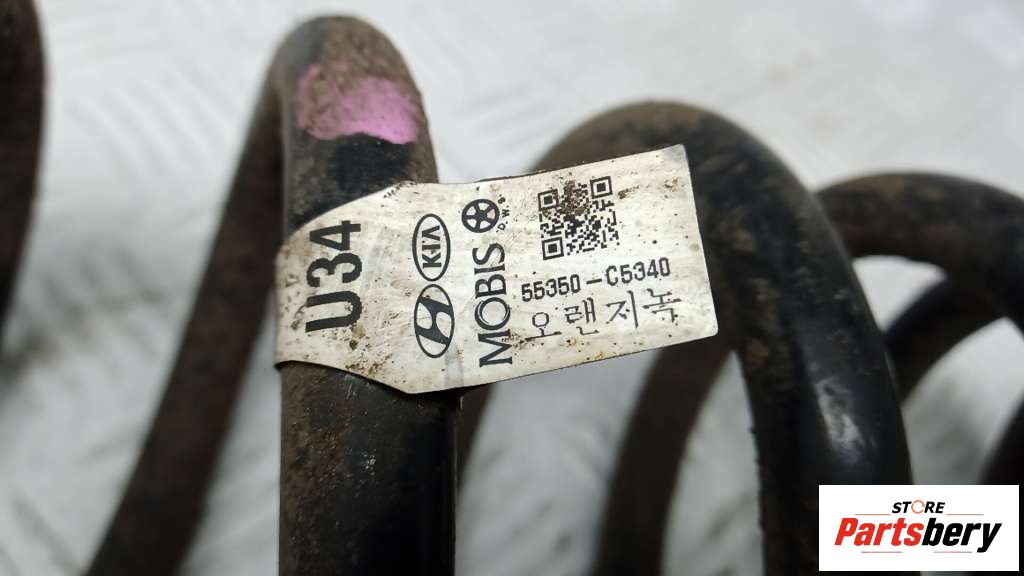 U34
KIA
MOBIS
D.W.S
55350-C5340
오랜지녹
STORE
Partsbery